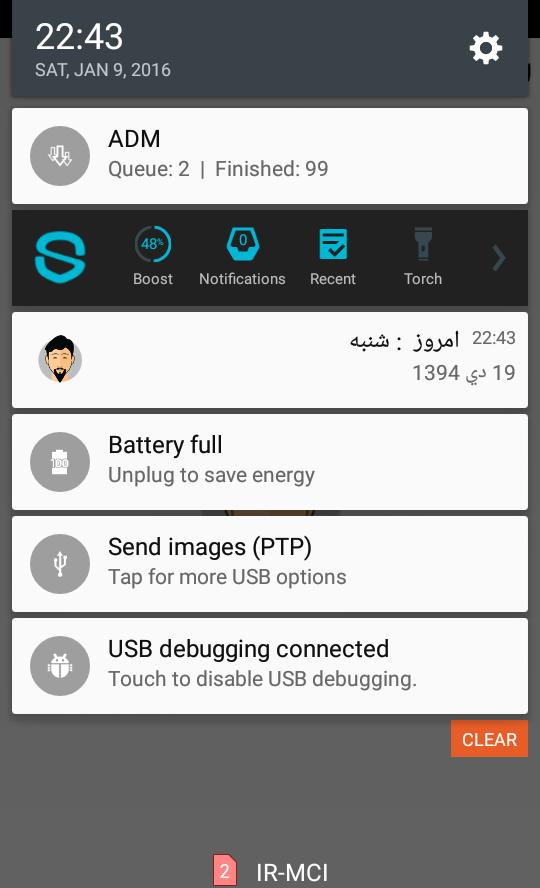 22:43
SAT, JAN 9, 2016
ADM
Queue: 2 | Finished: 99
48%
0
Boost
Notifications
Recent
Torch
امروز : شنبه 22:43
19 دي 1394
100
Battery full
Unplug to save energy
Send images (PTP)
Tap for more USB options
USB debugging connected
Touch to disable USB debugging.
CLEAR
2 IR-MCI